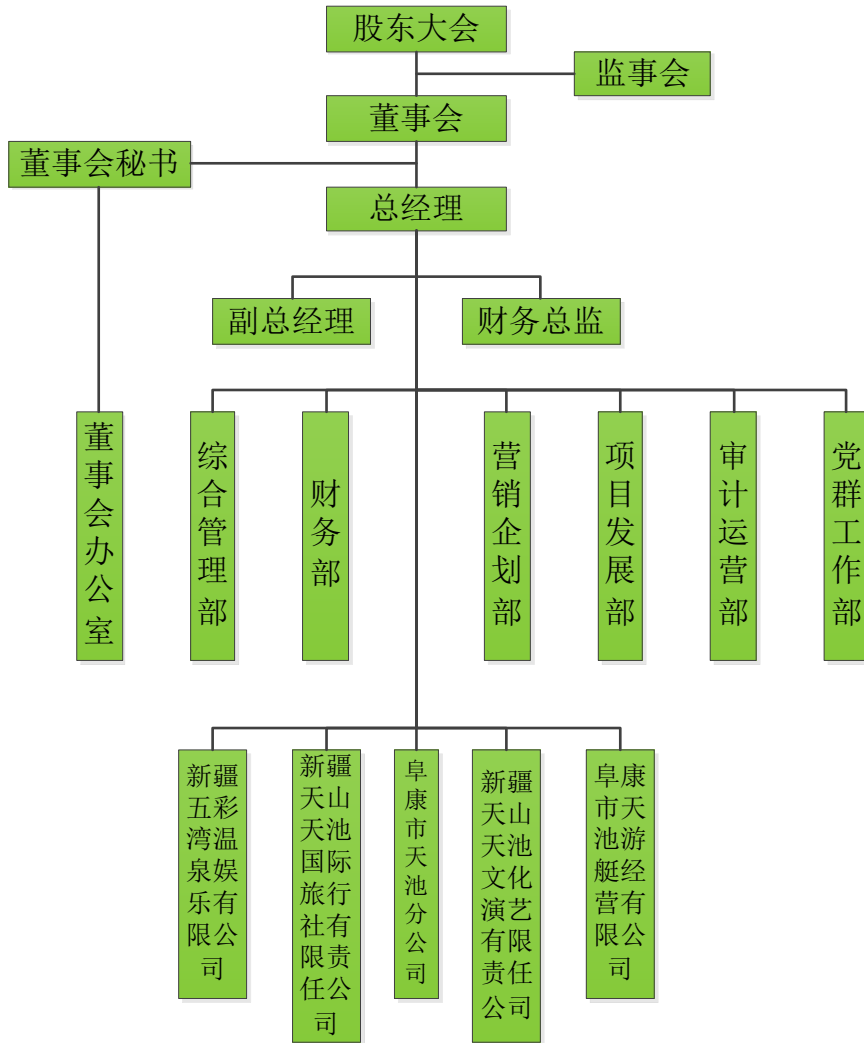 股东大会
监事会
董事会
董事会秘书
总经理
副总经理
财务总监
董事会办公室
综合管理部
财务部
营销企划部
项目发展部
审计运营部
党群工作部
新疆五彩湾温泉娱乐有限公司
新疆天山天池国际旅行社有限责任公司
阜康市天池分公司
新疆天山天池文化演艺有限责任公司
阜康市天池游艇经营有限公司